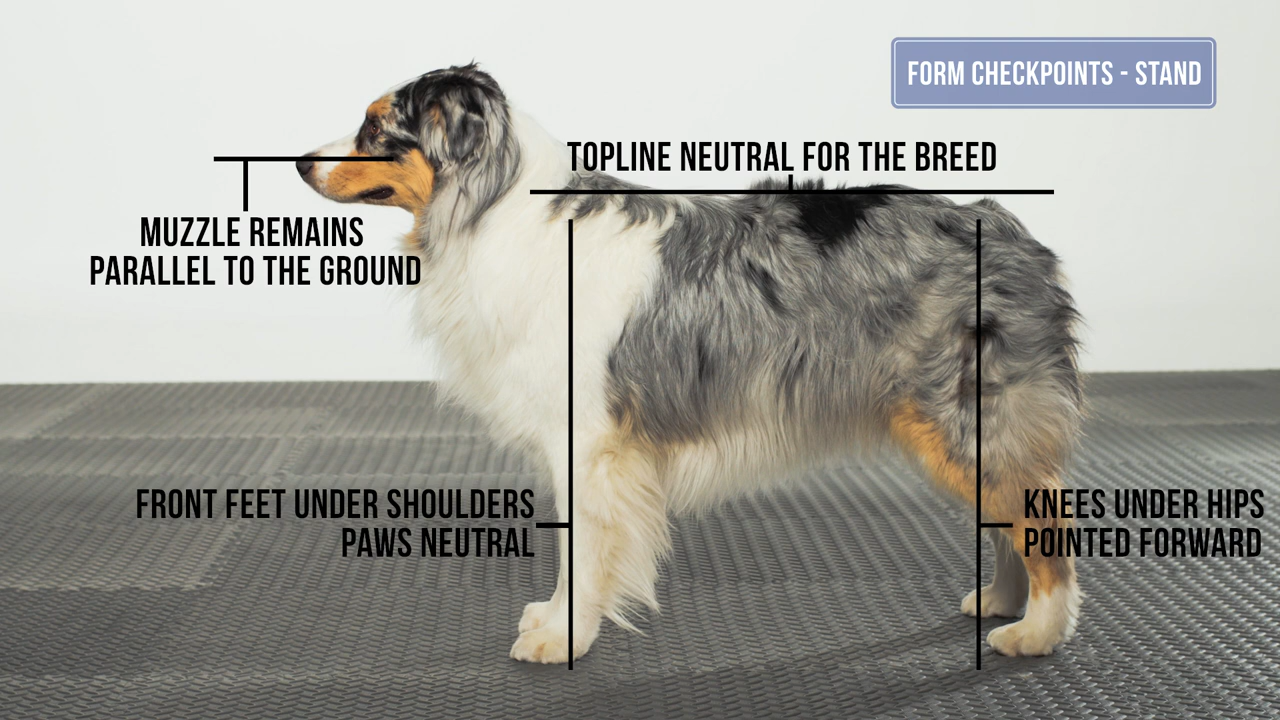 FORM CHECKPOINTS - STAND
TOPLINE NEUTRAL FOR THE BREED
MUZZLE REMAINS
PARALLEL TO THE GROUND
FRONT FEET UNDER SHOULDERS
PAWS NEUTRAL
KNEES UNDER HIPS
POINTED FORWARD